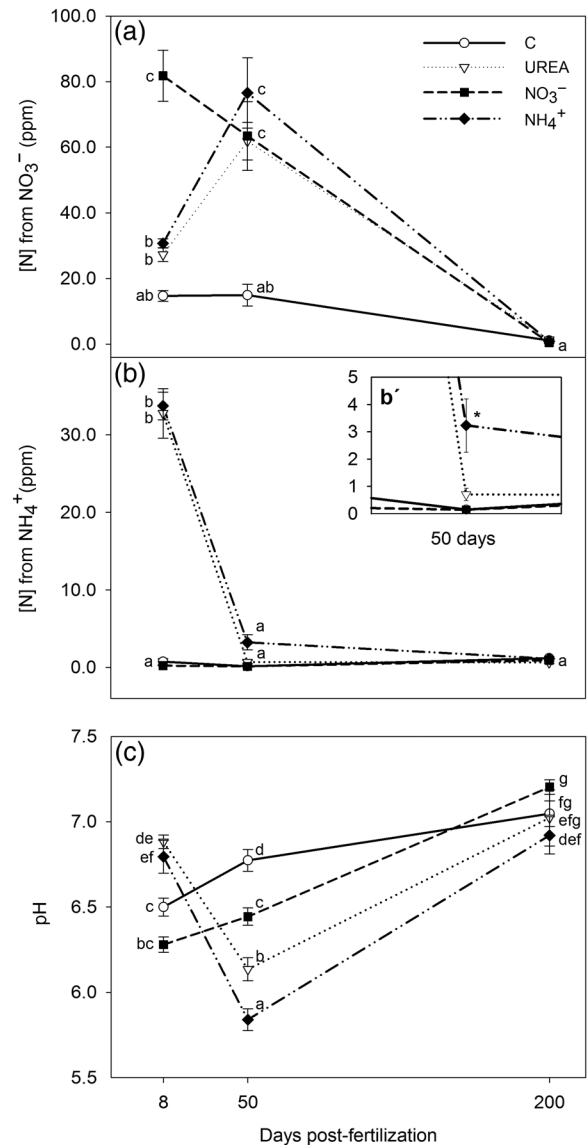 (a)
100.0
80.0
60.0
40.0
20.0
0.0
[N] from NO₃⁻ (ppm)
C
UREA
NO₃⁻
NH₄⁺
c
c
c
b
b
ab
ab
a
(b)
30.0
20.0
10.0
0.0
[N] from NH₄⁺ (ppm)
b
b
a
a
a
a
b´
5
4
3
2
1
0
*
50 days
(c)
7.5
7.0
6.5
6.0
5.5
pH
de
ef
c
bc
d
c
b
a
g
fg
efg
def
8
50
200
Days post-fertilization